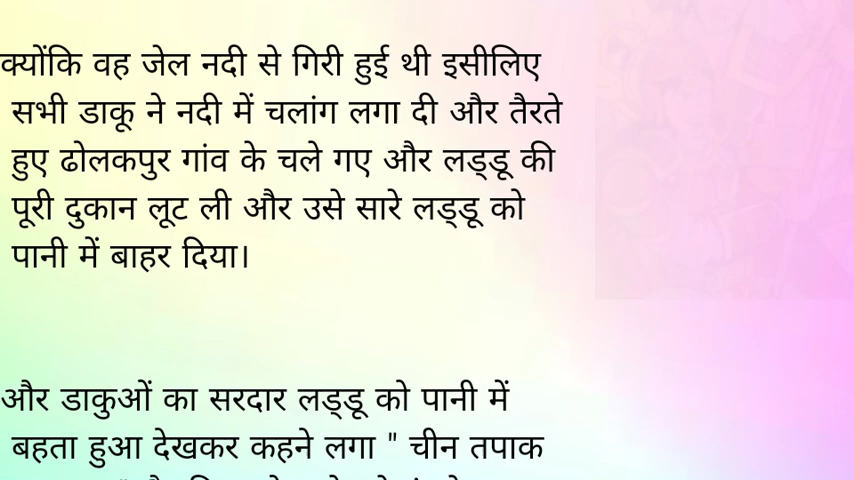 क्योंकि वह जेल नदी से गिरी हुई थी इसीलिए
सभी डाकू ने नदी में चलांग लगा दी और तैरते
हुए ढोलकपुर गांव के चले गए और लड्डू की
पूरी दुकान लूट ली और उसे सारे लड्डू को
पानी में बाहर दिया।
और डाकुओं का सरदार लड्डू को पानी में
बहता हुआ देखकर कहने लगा " चीन तपाक